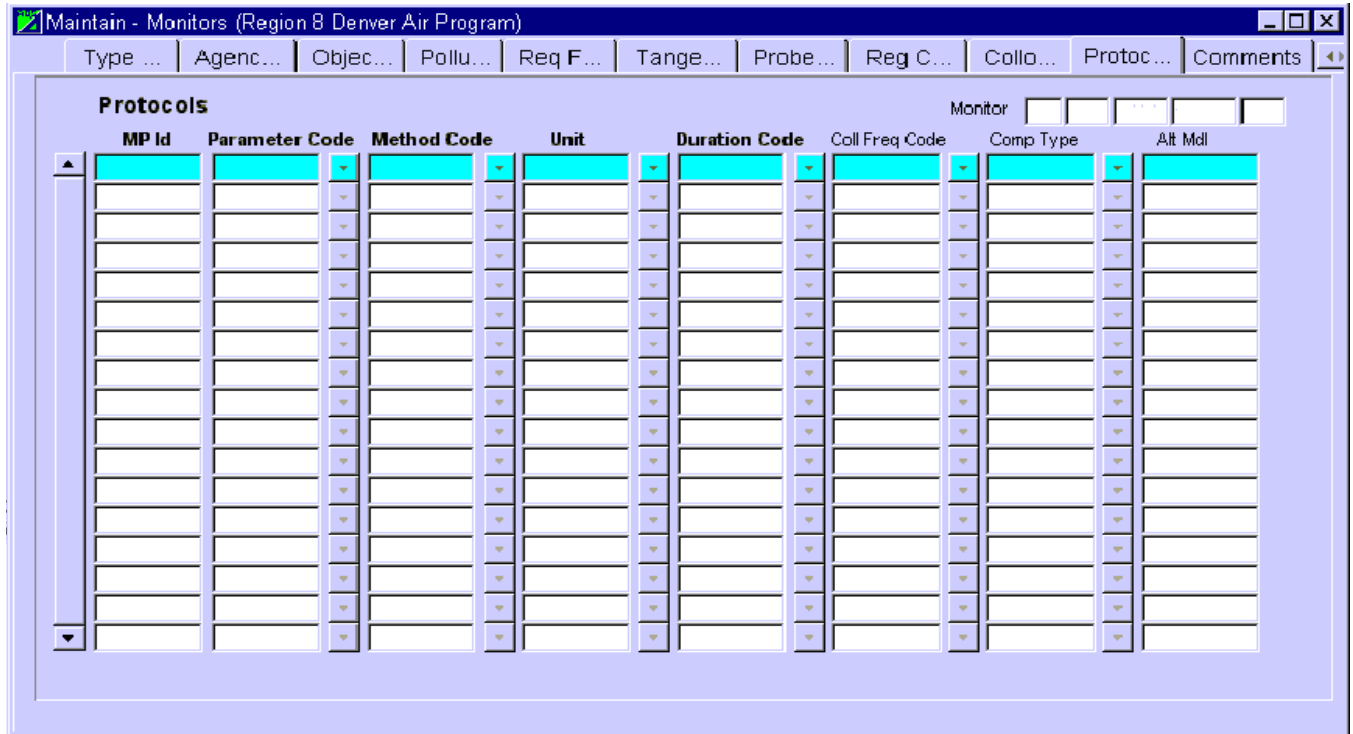 Maintain - Monitors (Region 8 Denver Air Program)
Type ... Agenc... Objec... Pollu... Req F... Tange... Probe... Reg C... Collo... Protoc... Comments
Protocols Monitor
MP Id Parameter Code Method Code Unit Duration Code Coll Freq Code Comp Type Alt Mdl